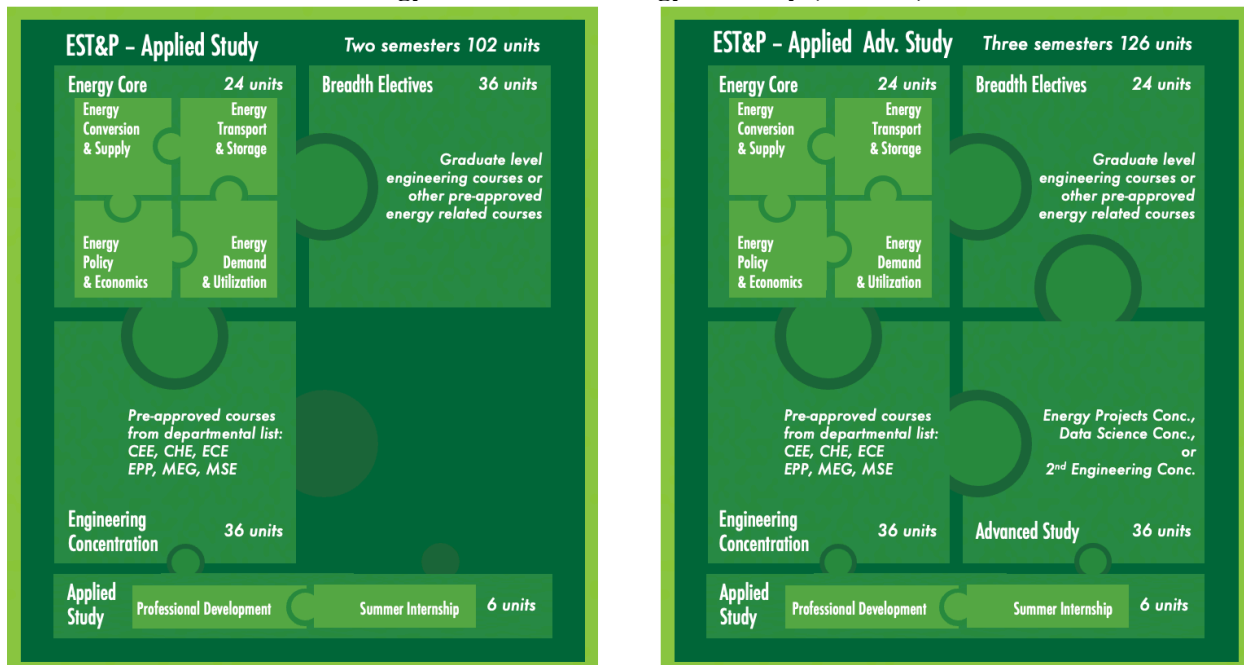 EST&P – Applied Study
Two semesters 102 units
Energy Core
24 units
Energy
Conversion
& Supply
Energy
Transport
& Storage
Energy
Policy
& Economics
Energy
Demand
& Utilization
Breadth Electives
36 units
Graduate level
engineering courses or
other pre-approved
energy related courses
Pre-approved courses
from departmental list:
CEE, CHE, ECE
EPP, MEG, MSE
Engineering
Concentration
36 units
Applied
Study
Professional Development
Summer Internship
6 units
EST&P – Applied Adv. Study
Three semesters 126 units
Energy Core
24 units
Energy
Conversion
& Supply
Energy
Transport
& Storage
Energy
Policy
& Economics
Energy
Demand
& Utilization
Breadth Electives
24 units
Graduate level
engineering courses or
other pre-approved
energy related courses
Pre-approved courses
from departmental list:
CEE, CHE, ECE
EPP, MEG, MSE
Engineering
Concentration
36 units
Energy Projects Conc.,
Data Science Conc.,
or
2nd Engineering Conc.
Advanced Study
36 units
Applied
Study
Professional Development
Summer Internship
6 units